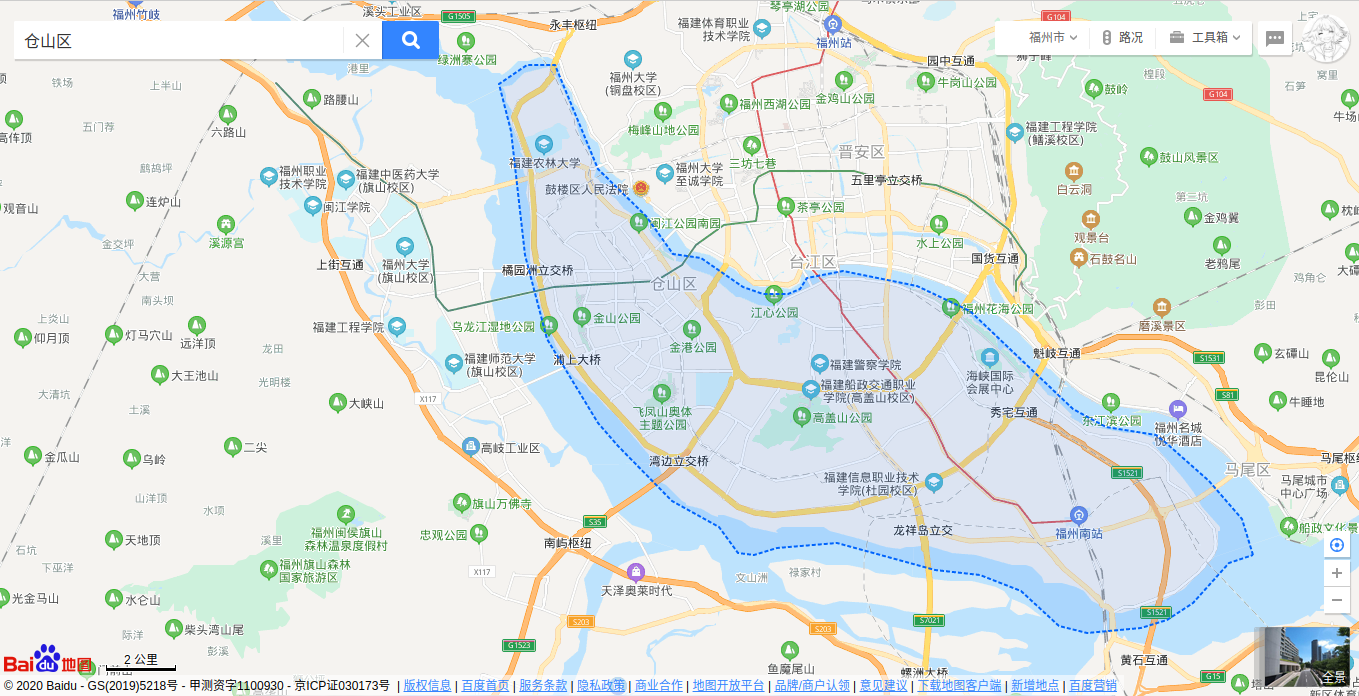 仓山区
福州市
路况
工具箱
福州竹岐
溪头工业区
G1505
永丰枢纽
琴亭湖公园
福建体育职业
技术学院
福州站
G104
绿洲寨公园
园中互通
港里
铁场
上半山
路腰山
福州大学
(铜盘校区)
金鸡山公园
牛岗山公园
樟段
鼓岭
G104
石笋
窝里
五门荐
六路山
梅峰山地公园
福州西湖公园
福建工程学院
(鳝溪校区)
福建农林大学
三坊七巷
晋安区
鼓山风景区
鹧鸪坪
福州职业
技术学院
福建中医药大学
(旗山校区)
福州大学
至诚学院
鼓楼区人民法院
五里亭立交桥
白云洞
观音山
连炉山
闽江学院
闽江公园南园
茶亭公园
第三坑
金鸡冀
观景台
金交坪
溪源宫
上街互通
福州大学
(旗山校区)
橘园洲立交桥
水上公园
国货互通
石鼓名山
老鸦尾
台江区
仓山区
大营
南头坝
鸡角仑
上炎山
彭田
仰月顶
灯马穴山
远洋顶
福建工程学院
乌龙江湿地公园
金山公园
江心公园
福州花海公园
磨溪景区
金港公园
龙田
福建师范大学
(旗山校区)
浦上大桥
福建警察学院
海峡国际
会展中心
魁岐互通
S1531
玄礌山
昆仑山
大王池山
光明楼
大清坑
土溪
大峡山
X117
飞凤山奥体
主题公园
福建船政交通职业
学院(高盖山校区)
高盖山公园
秀宅互通
东江滨公园
S81
牛睡地
福州名城
悦华酒店
二尖
高岐工业区
金瓜山
乌岭
湾边立交桥
福建信息职业技术
学院(杜园校区)
S1521
马尾区
马尾枢纽
马尾城市
中心广场
山洋顶
水项
旗山万佛寺
福州闽侯旗山
森林温泉度假村
S35
忠观公园
龙祥岛立交
福州南站
船政文化景
石坑
天地顶
溪里
南屿枢纽
下巫洋
福州旗山森林
国家旅游区
X117
天泽奥莱时代
文山洲
禄家村
光金马山
水仑山
际洋
柴头湾山尾
彭溪
S203
S203
S7021
S1521
G1523
鱼魔尾山
黄石互通
螺洲大桥
G15
Bai du 地图
2 公里
全景
© 2020 Baidu - GS(2019)5218号 - 甲测资字1100930 - 京ICP证030173号 | 版权信息 | 百度首页 | 服务条款 | 隐私政策 | 商业合作 | 地图开放平台 | 品牌/商户认领 | 意见建议 | 下载地图客户端 | 新增地点 | 百度营销